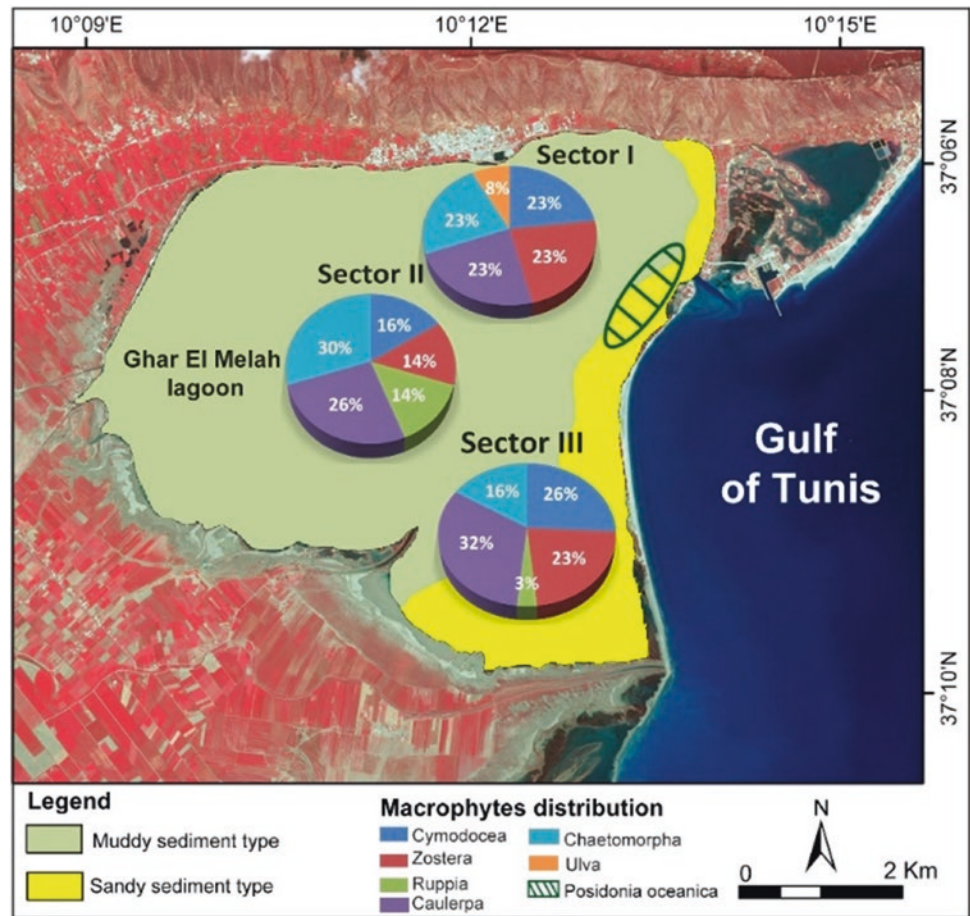 10°09'E
10°12'E
10°15'E
37°06'N
37°08'N
37°10'N
Sector I
8%
23%
23%
23%
23%
Sector II
30%
16%
14%
14%
26%
Ghar El Melah
lagoon
Sector III
16%
26%
32%
23%
3%
Gulf
of Tunis
Legend
Muddy sediment type
Sandy sediment type
Macrophytes distribution
Cymodocea
Zostera
Ruppia
Caulerpa
Chaetomorpha
Ulva
Posidonia oceanica
N
0
2 Km